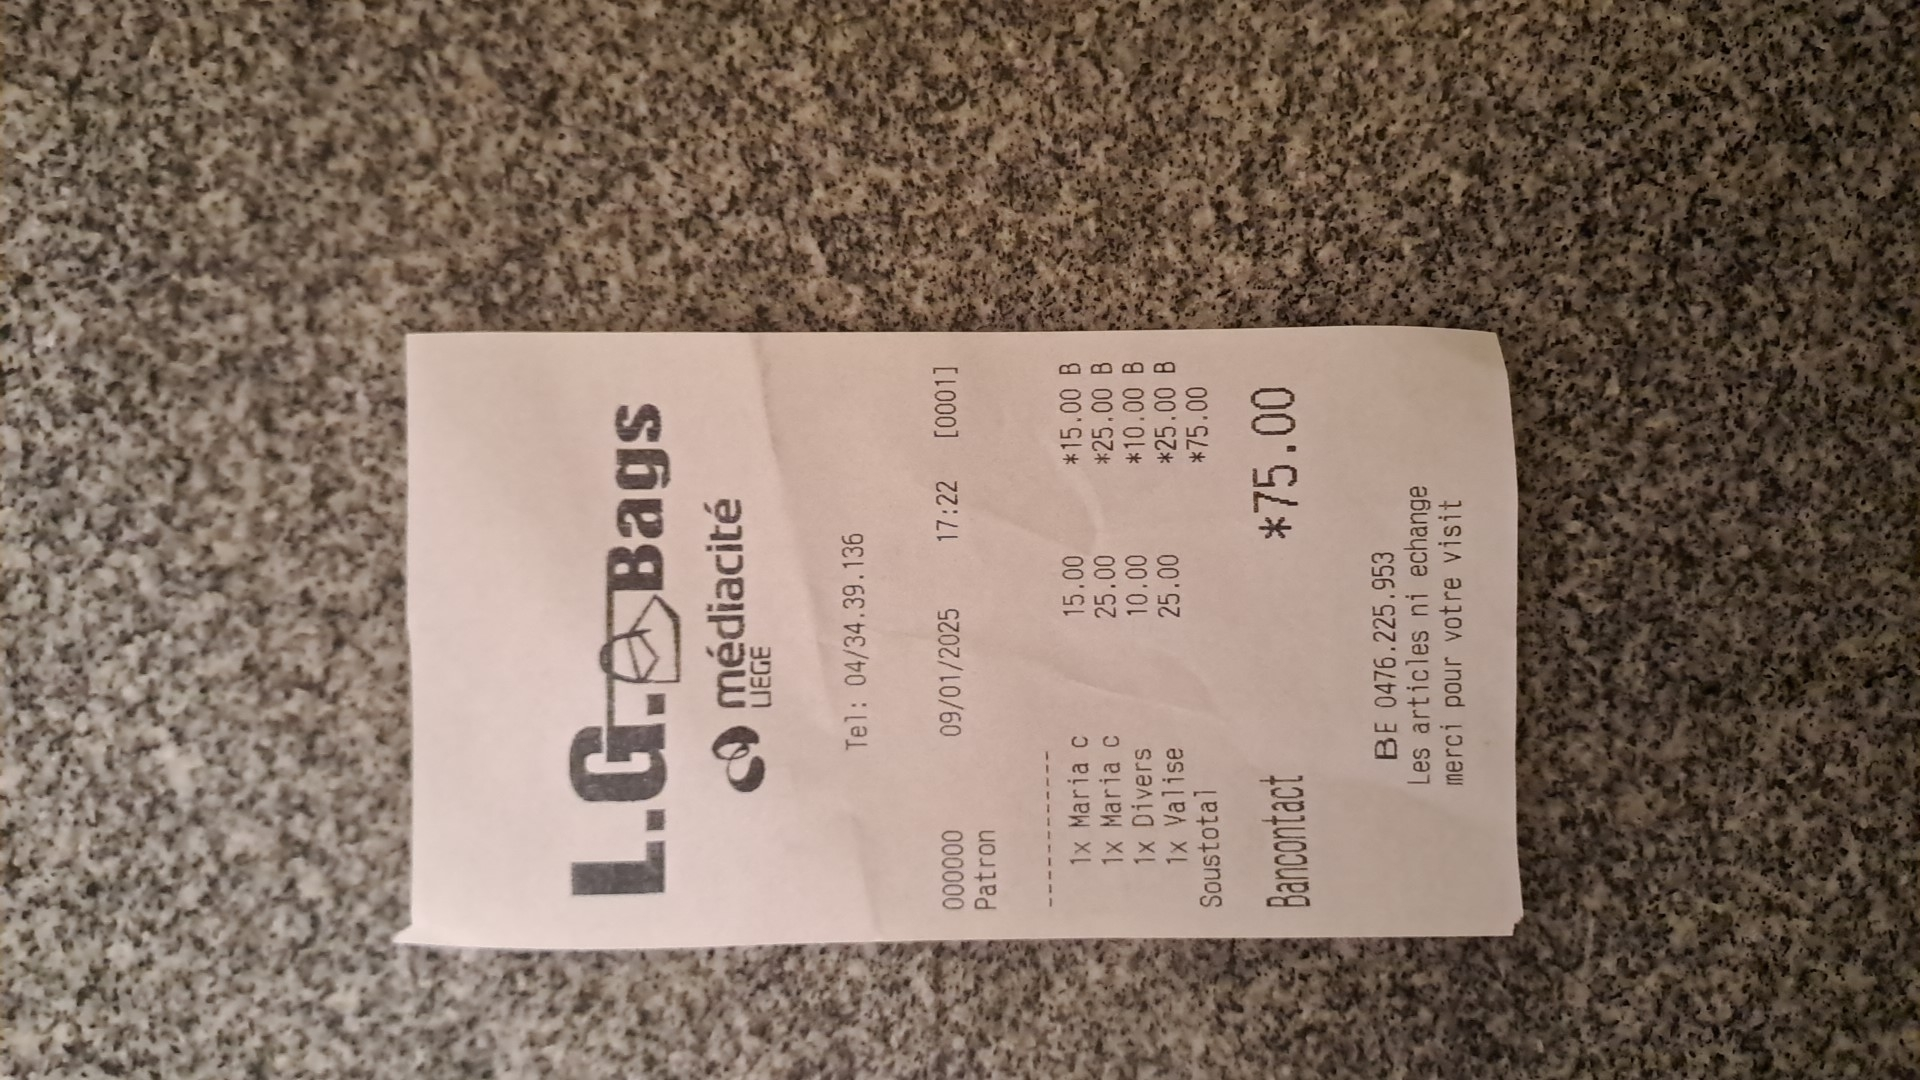 L.G. Bags
médiacité
LIEGE
Tel: 04/34.39.136
000000 09/01/2025 17:22 [0001]
Patron
------------
1x Maria C 15.00 *15.00 B
1x Maria C 25.00 *25.00 B
1x Divers 10.00 *10.00 B
1x Valise 25.00 *25.00 B
Soustotal *75.00
Bancontact *75.00
BE 0476.225.953
Les articles ni echange
merci pour votre visit